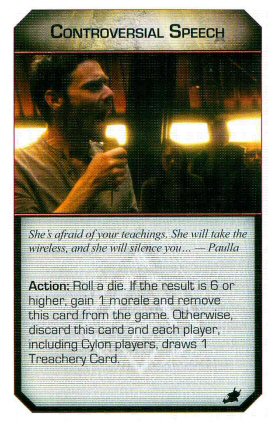 CONTROVERSIAL SPEECH
She's afraid of your teachings. She will take the
wireless, and she will silence you… — Paulla
Action: Roll a die. If the result is 6 or
higher, gain 1 morale and remove
this card from the game. Otherwise,
discard this card and each player,
including Cylon players, draws 1
Treachery Card.